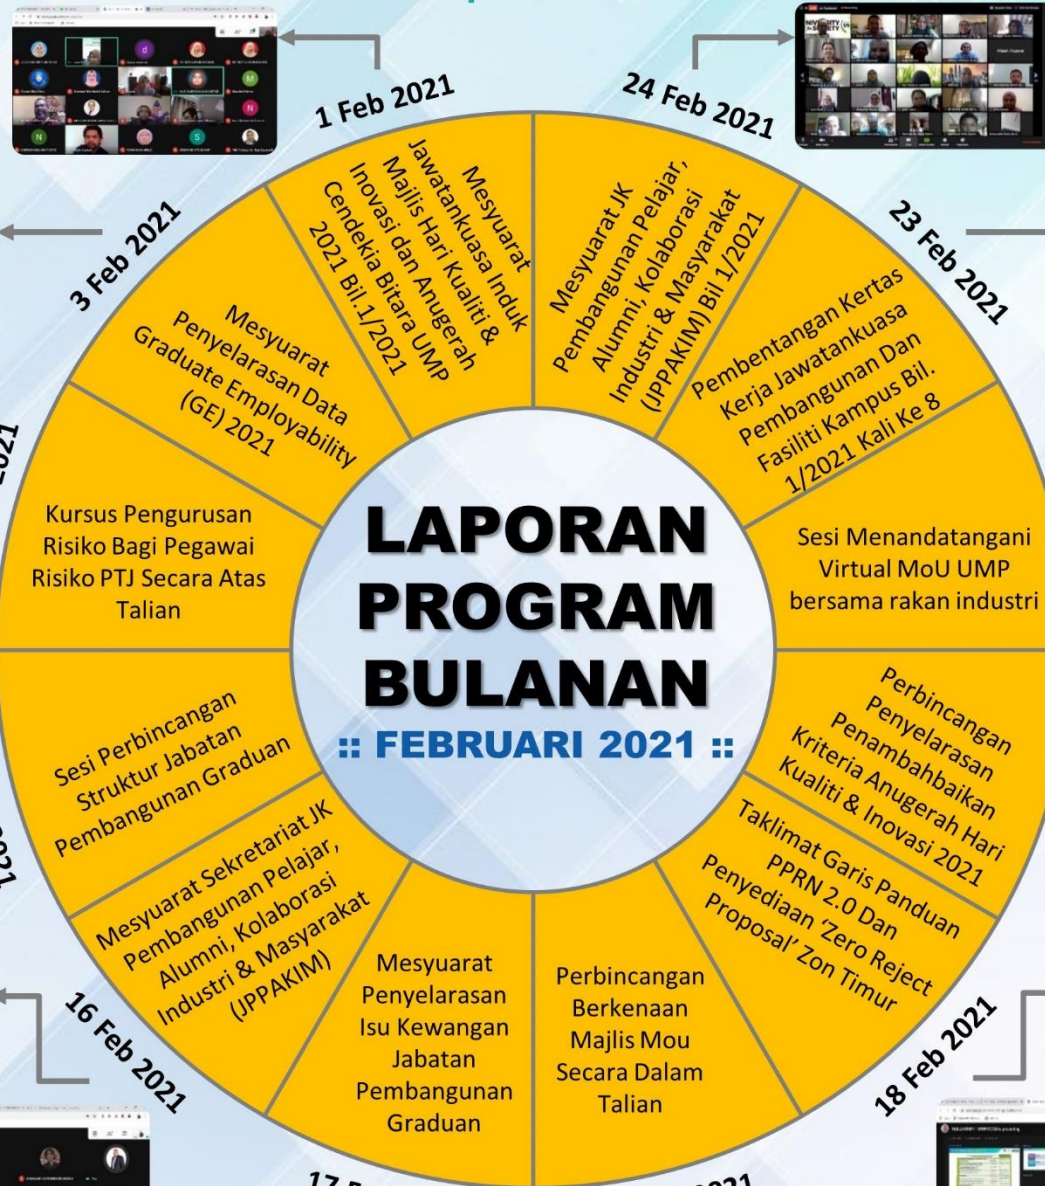 1 Feb 2021
24 Feb 2021
3 Feb 2021
23 Feb 2021
Mesyuarat
Jawatankuasa Induk
Majlis Hari Kualiti &
Inovasi dan Anugerah
Cendekia Bitara UMP
2021 Bil.1/2021
Mesyuarat JK
Pembangunan Pelajar,
Alumni, Kolaborasi
Industri & Masyarakat
(JPPAKIM) Bil 1/2021
Mesyuarat
Penyelarasan Data
Graduate Employability
(GE) 2021
Pembentangan Kertas
Kerja Jawatankuasa
Pembangunan Dan
Fasiliti Kampus Bil.
1/2021 Kali Ke 8
2021
Kursus Pengurusan
Risiko Bagi Pegawai
Risiko PTJ Secara Atas
Talian
LAPORAN
PROGRAM
BULANAN
:: FEBRUARI 2021 ::
Sesi Menandatangani
Virtual MoU UMP
bersama rakan industri
Sesi Perbincangan
Struktur Jabatan
Pembangunan Graduan
Perbincangan
Penyelarasan
Penambahbaikan
Kriteria Anugerah Hari
Kualiti & Inovasi 2021
2021
Mesyuarat Sekretariat JK
Pembangunan Pelajar,
Alumni, Kolaborasi
Industri & Masyarakat
(JPPAKIM)
Taklimat Garis Panduan
PPRN 2.0 Dan
Penyediaan ‘Zero Reject
Proposal’ Zon Timur
Mesyuarat
Penyelarasan
Isu Kewangan
Jabatan
Pembangunan
Graduan
Perbincangan
Berkenaan
Majlis Mou
Secara Dalam
Talian
16 Feb 2021
18 Feb 2021
17
2021